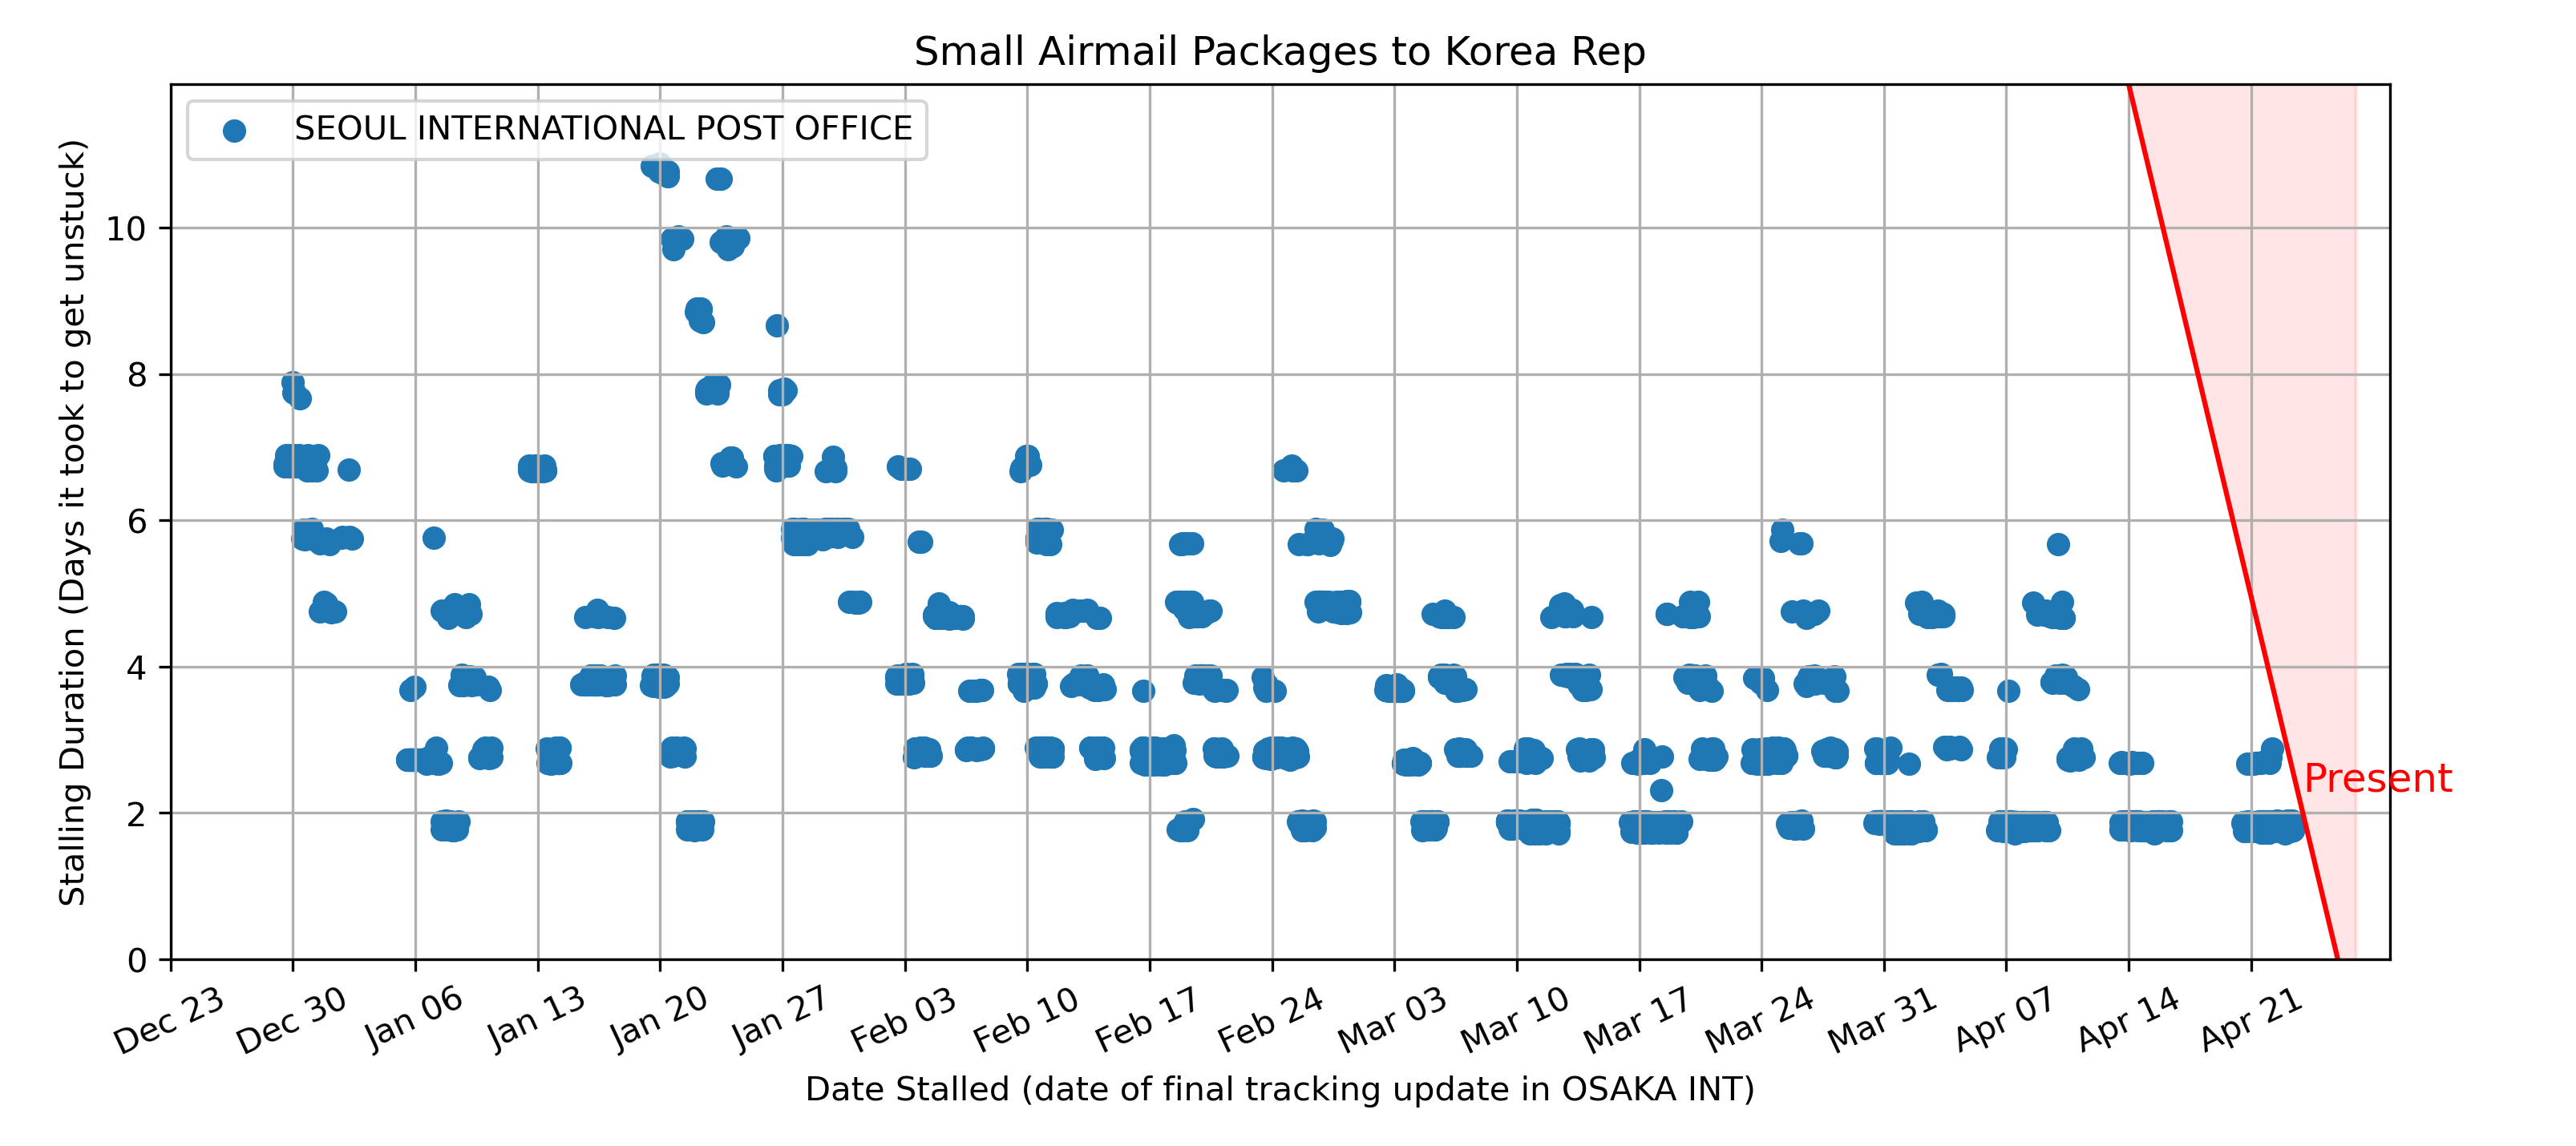 Small Airmail Packages to Korea Rep
SEOUL INTERNATIONAL POST OFFICE
Stalling Duration (Days it took to get unstuck)
10
8
6
4
2
0
Present
Dec 23 Dec 30 Jan 06 Jan 13 Jan 20 Jan 27 Feb 03 Feb 10 Feb 17 Feb 24 Mar 03 Mar 10 Mar 17 Mar 24 Mar 31 Apr 07 Apr 14 Apr 21
Date Stalled (date of final tracking update in OSAKA INT)